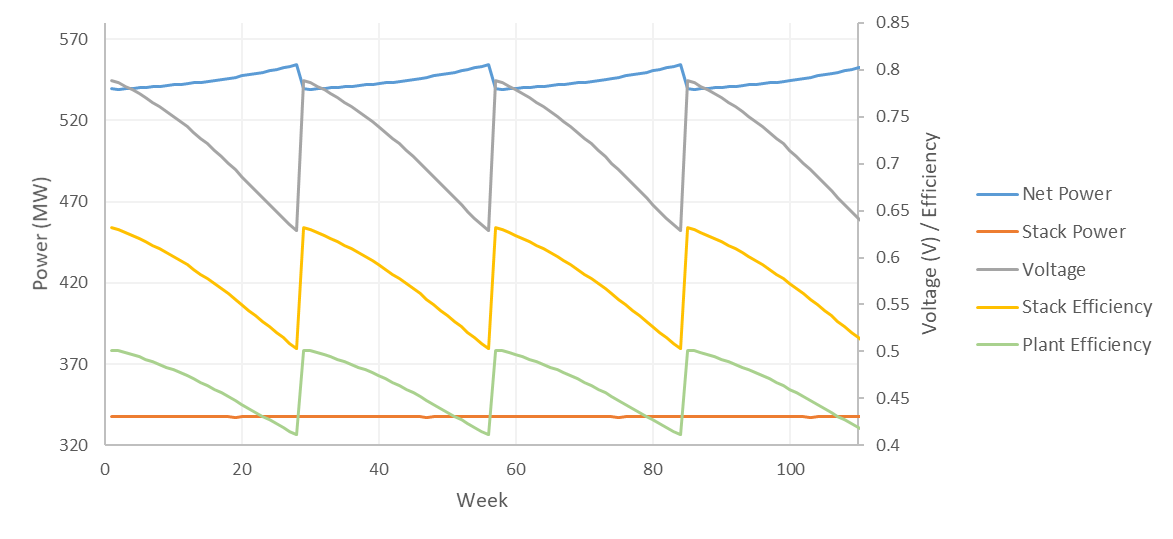 Power (MW)
570
520
470
420
370
320
0
20
40
60
80
100
Week
0.85
0.8
0.75
0.7
0.65
0.6
0.55
0.5
0.45
0.4
Voltage (V) / Efficiency
Net Power
Stack Power
Voltage
Stack Efficiency
Plant Efficiency